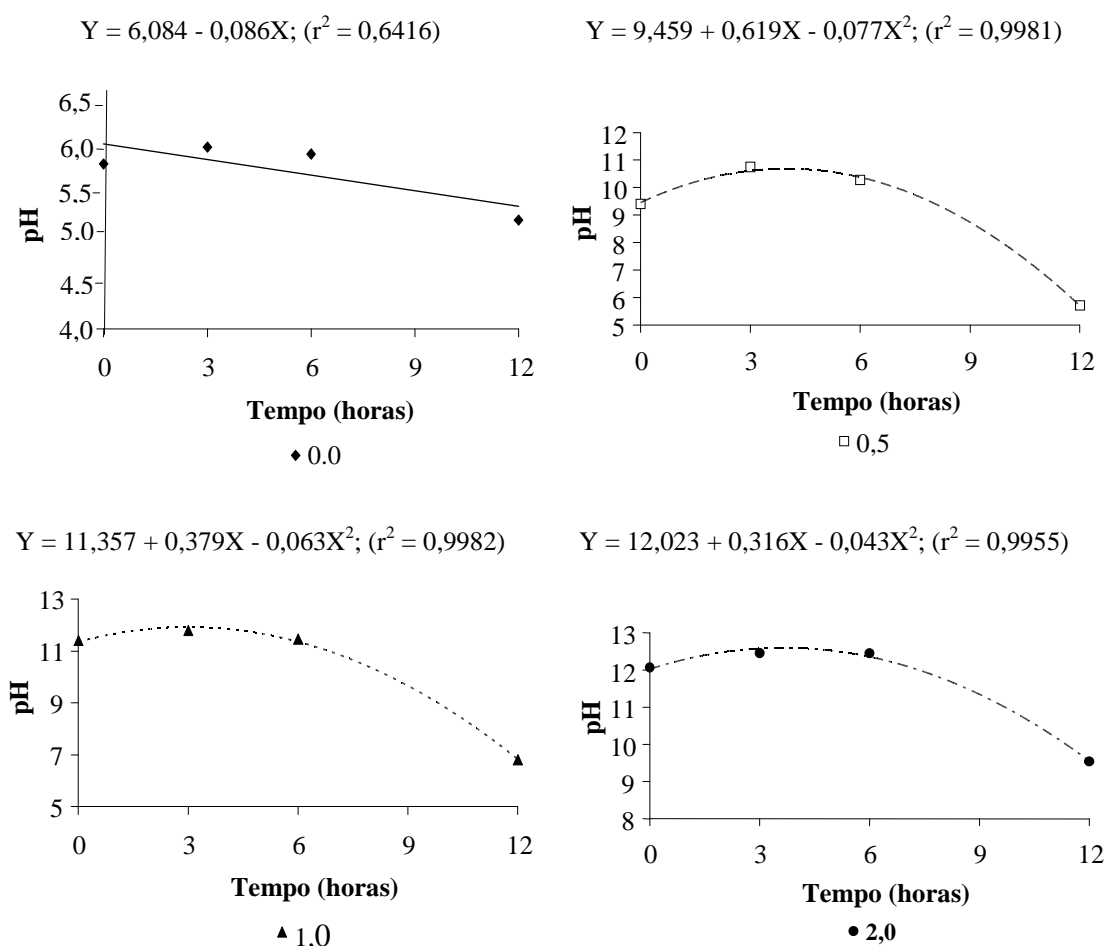 Y = 6,084 - 0,086X; (r² = 0,6416)
6,5
6,0
5,5
5.0
4.5
4,0
pH
0 3 6 9 12
Tempo (horas)
0.0
Y = 9,459 + 0,619X - 0,077X²; (r² = 0,9981)
12
11
10
9
8
7
6
5
pH
0 3 6 9 12
Tempo (horas)
0,5
Y = 11,357 + 0,379X - 0,063X²; (r² = 0,9982)
13
11
9
7
5
pH
0 3 6 9 12
Tempo (horas)
1,0
Y = 12,023 + 0,316X - 0,043X²; (r² = 0,9955)
13
12
11
10
9
8
pH
0 3 6 9 12
Tempo (horas)
2,0